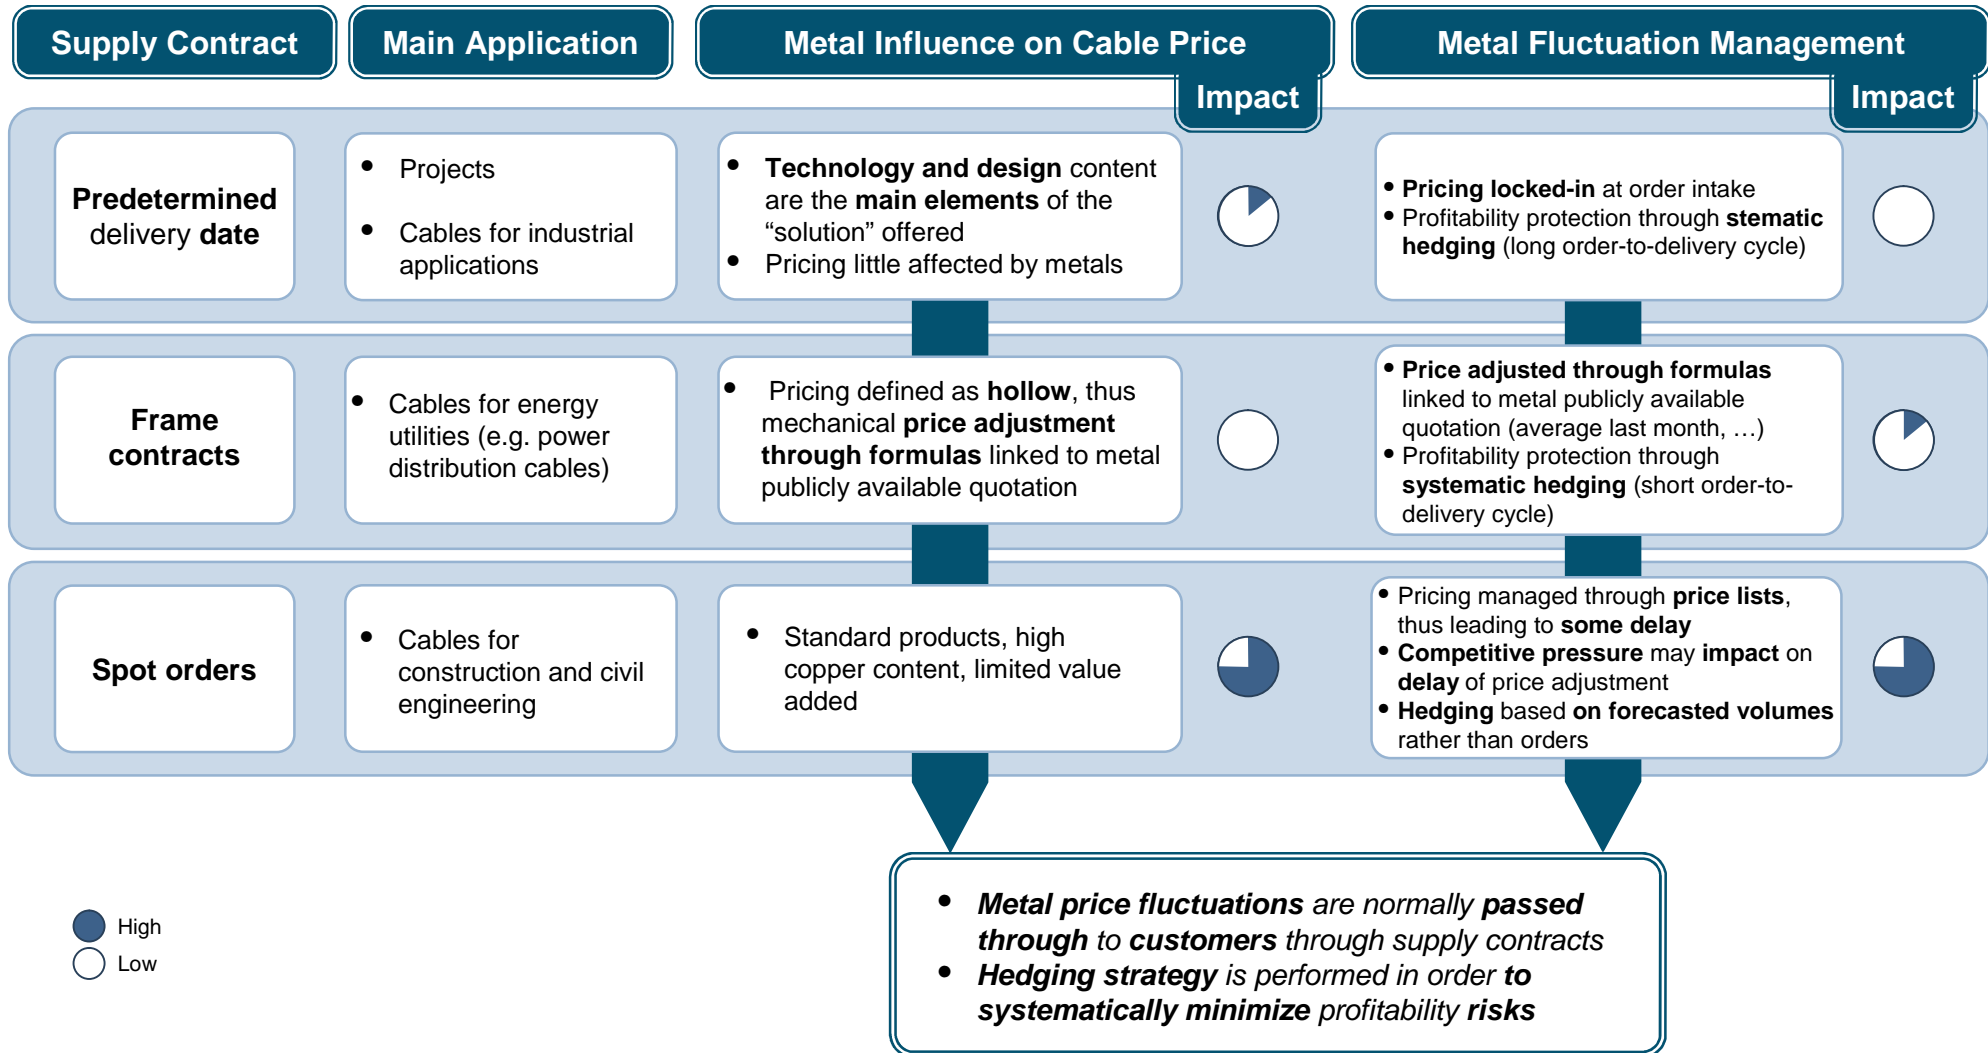 Supply Contract
Main Application
Metal Influence on Cable Price
Impact
Metal Fluctuation Management
Impact
Predetermined
delivery date
• Projects
• Cables for industrial
applications
• Technology and design content
are the main elements of the
“solution” offered
• Pricing little affected by metals
• Pricing locked-in at order intake
• Profitability protection through stematic
hedging (long order-to-delivery cycle)
Frame
contracts
• Cables for energy
utilities (e.g. power
distribution cables)
• Pricing defined as hollow, thus
mechanical price adjustment
through formulas linked to metal
publicly available quotation
• Price adjusted through formulas
linked to metal publicly available
quotation (average last month, …)
• Profitability protection through
systematic hedging (short order-to-
delivery cycle)
Spot orders
• Cables for
construction and civil
engineering
• Standard products, high
copper content, limited value
added
• Pricing managed through price lists,
thus leading to some delay
• Competitive pressure may impact on
delay of price adjustment
• Hedging based on forecasted volumes
rather than orders
High
Low
• Metal price fluctuations are normally passed
through to customers through supply contracts
• Hedging strategy is performed in order to
systematically minimize profitability risks